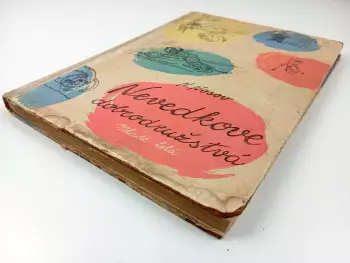 N. Nosov
Nevedkove
dobrodružstvá
Mladé letá